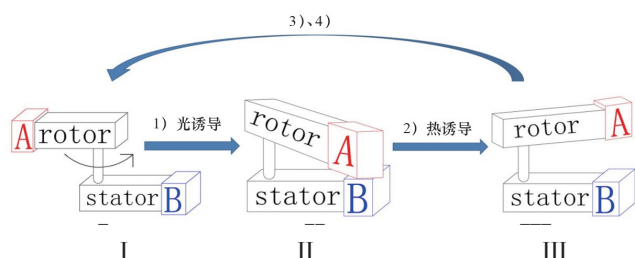 3)、4)
A rotor
1) 光诱导
rotor A
2) 热诱导
rotor A
stator B
stator B
stator B
I
II
III